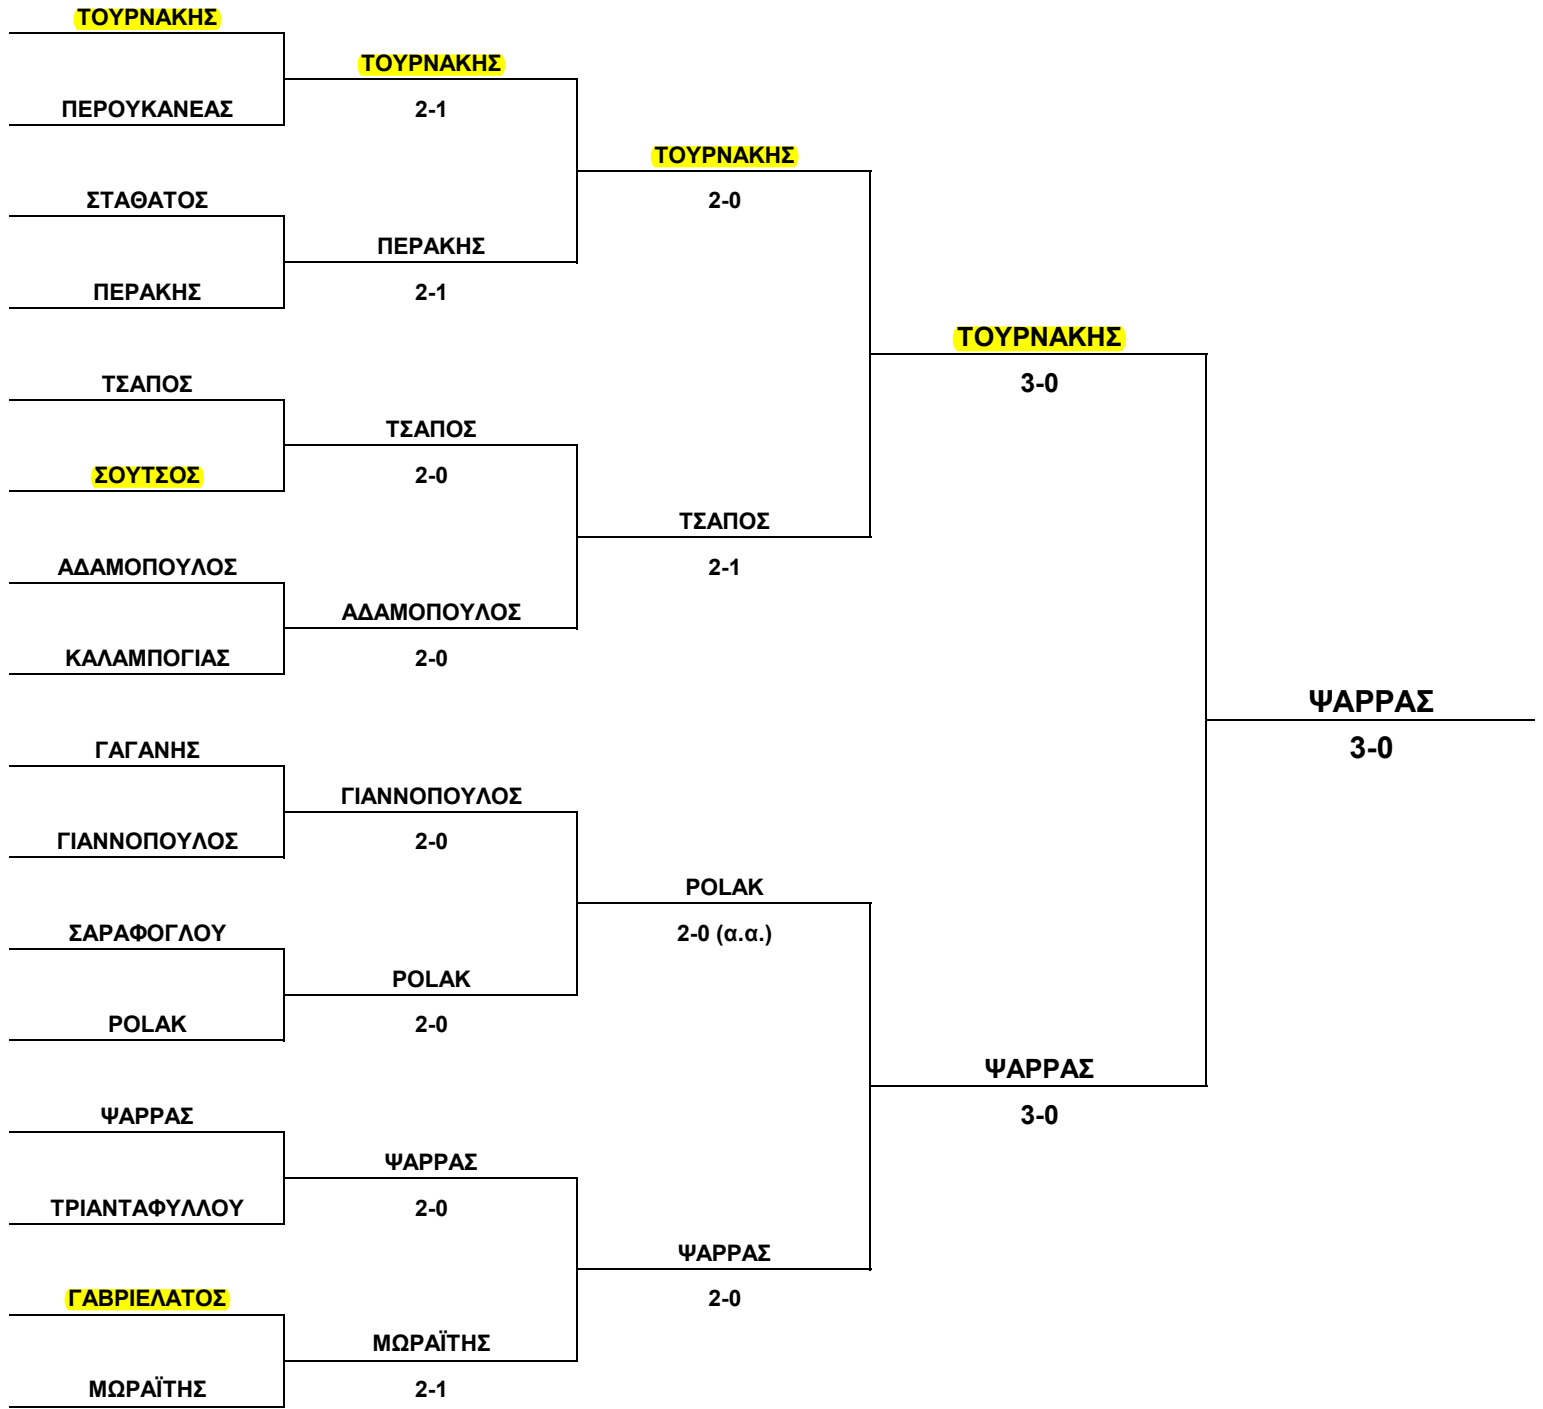 ΤΟΥΡΝΑΚΗΣ
ΤΟΥΡΝΑΚΗΣ
ΠΕΡΟΥΚΑΝΕΑΣ
2-1
ΤΟΥΡΝΑΚΗΣ
ΣΤΑΘΑΤΟΣ
2-0
ΠΕΡΑΚΗΣ
ΠΕΡΑΚΗΣ
2-1
ΤΟΥΡΝΑΚΗΣ
ΤΣΑΠΟΣ
3-0
ΤΣΑΠΟΣ
ΣΟΥΤΣΟΣ
2-0
ΤΣΑΠΟΣ
ΑΔΑΜΟΠΟΥΛΟΣ
2-1
ΑΔΑΜΟΠΟΥΛΟΣ
ΚΑΛΑΜΠΟΓΙΑΣ
2-0
ΨΑΡΡΑΣ
ΓΑΓΑΝΗΣ
3-0
ΓΙΑΝΝΟΠΟΥΛΟΣ
ΓΙΑΝΝΟΠΟΥΛΟΣ
2-0
POLAK
ΣΑΡΑΦΟΓΛΟΥ
2-0 (α.α.)
POLAK
POLAK
2-0
ΨΑΡΡΑΣ
ΨΑΡΡΑΣ
3-0
ΨΑΡΡΑΣ
ΤΡΙΑΝΤΑΦΥΛΛΟΥ
2-0
ΨΑΡΡΑΣ
ΓΑΒΡΙΕΛΑΤΟΣ
2-0
ΜΩΡΑΪΤΗΣ
ΜΩΡΑΪΤΗΣ
2-1